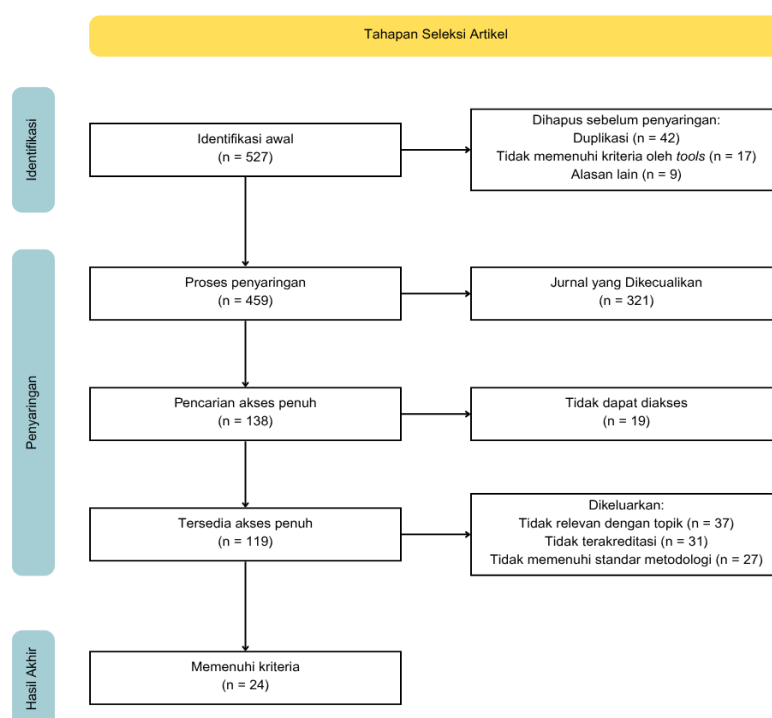 Tahapan Seleksi Artikel
Identifikasi
Identifikasi awal
(n = 527)
Dihapus sebelum penyaringan:
Duplikasi (n = 42)
Tidak memenuhi kriteria oleh tools (n = 17)
Alasan lain (n = 9)
Penyaringan
Proses penyaringan
(n = 459)
Jurnal yang Dikecualikan
(n = 321)
Pencarian akses penuh
(n = 138)
Tidak dapat diakses
(n = 19)
Tersedia akses penuh
(n = 119)
Dikeluarkan:
Tidak relevan dengan topik (n = 37)
Tidak terakreditasi (n = 31)
Tidak memenuhi standar metodologi (n = 27)
Hasil Akhir
Memenuhi kriteria
(n = 24)